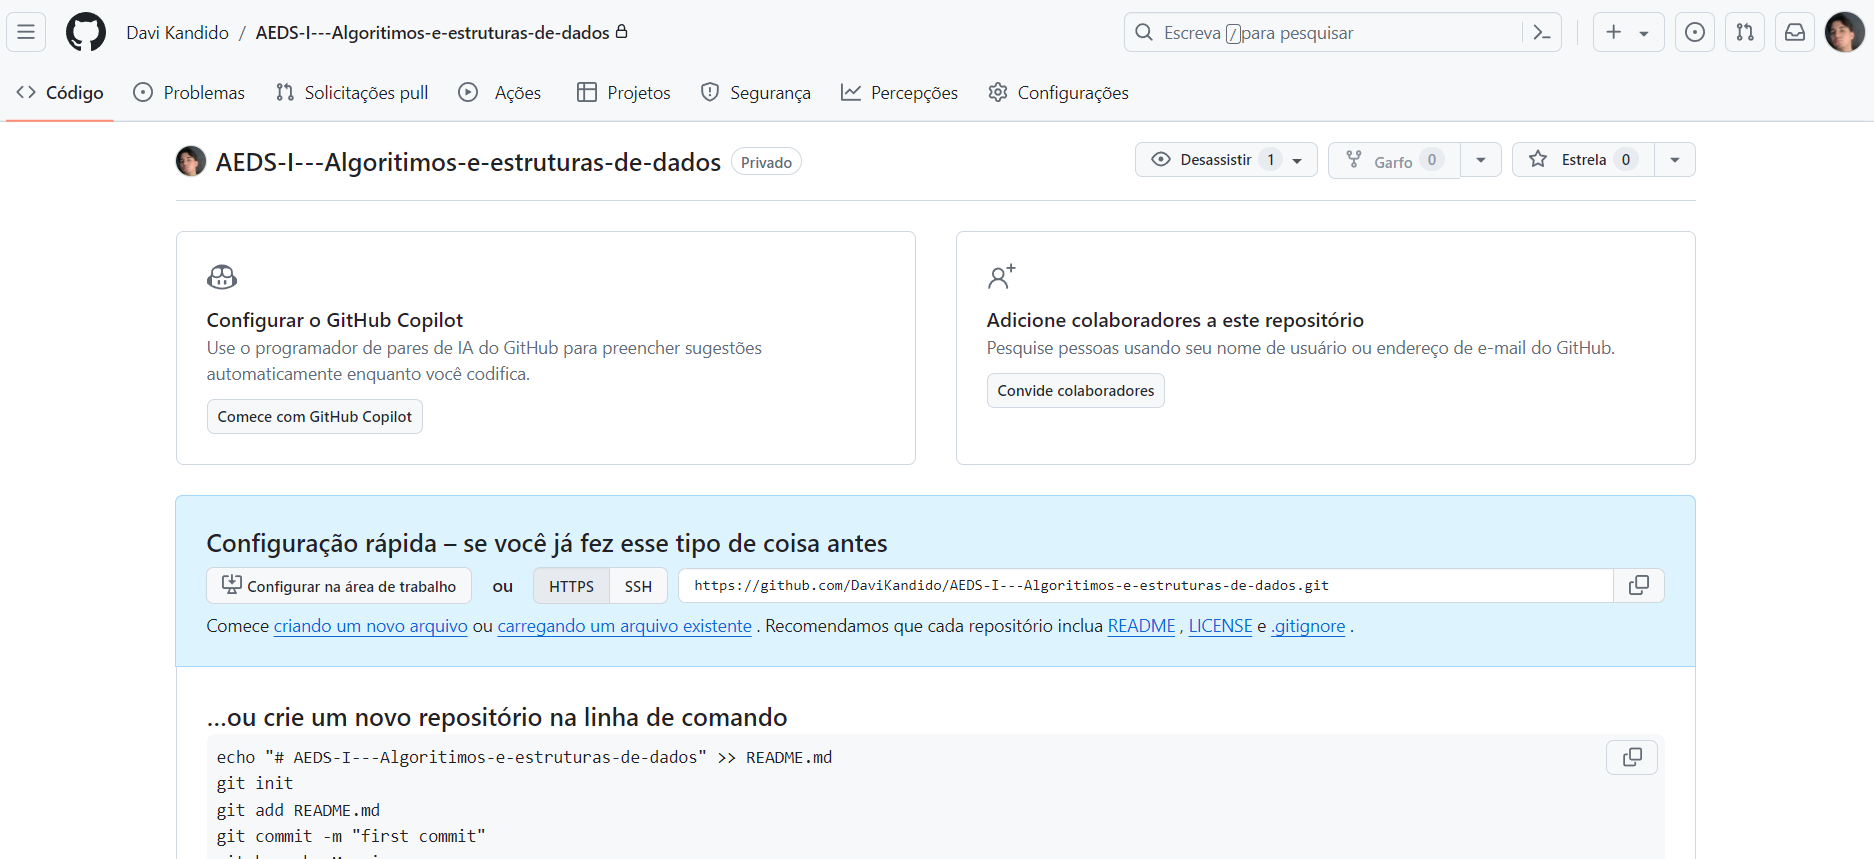 Davi Kandido / AEDS-I---Algoritimos-e-estruturas-de-dados
Escreva / para pesquisar
Código Problemas Solicitações pull Ações Projetos Segurança Percepções Configurações
AEDS-I---Algoritimos-e-estruturas-de-dados Privado
Desassistir 1 Garfo 0 Estrela 0
Configurar o GitHub Copilot
Use o programador de pares de IA do GitHub para preencher sugestões
automaticamente enquanto você codifica.
Comece com GitHub Copilot
Adicione colaboradores a este repositório
Pesquise pessoas usando seu nome de usuário ou endereço de e-mail do GitHub.
Convide colaboradores
Configuração rápida – se você já fez esse tipo de coisa antes
Configurar na área de trabalho ou HTTPS SSH https://github.com/DaviKandido/AEDS-I---Algoritimos-e-estruturas-de-dados.git
Comece criando um novo arquivo ou carregando um arquivo existente . Recomendamos que cada repositório inclua README , LICENSE e .gitignore .
...ou crie um novo repositório na linha de comando
echo "# AEDS-I---Algoritimos-e-estruturas-de-dados" >> README.md
git init
git add README.md
git commit -m "first commit"